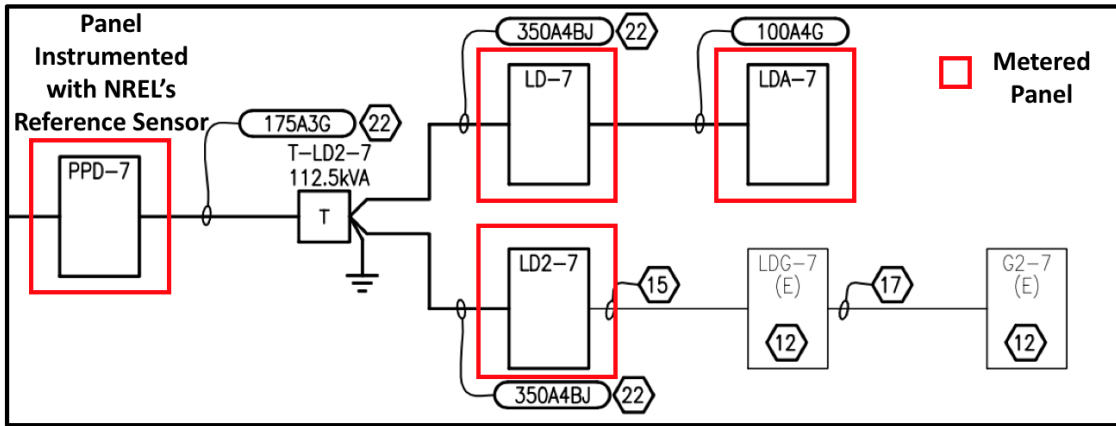 Panel
Instrumented
with NREL's
Reference Sensor
PPD-7
175A3G
22
T-LD2-7
112.5kVA
T
350A4BJ
22
LD-7
100A4G
LDA-7
Metered
Panel
LD2-7
15
LDG-7
(E)
12
17
G2-7
(E)
12
350A4BJ
22